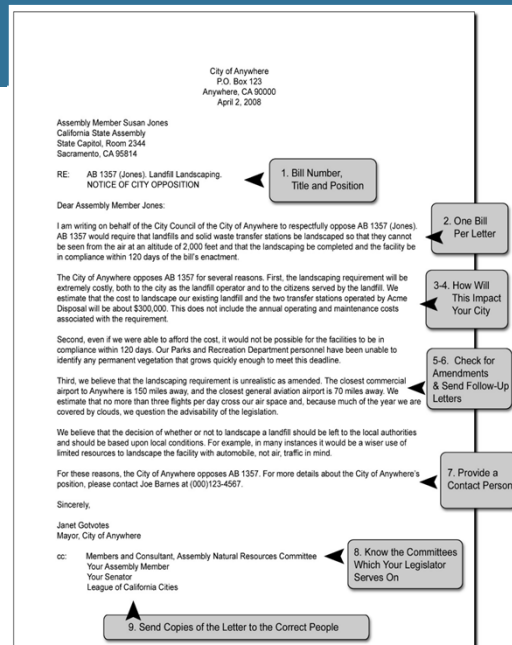 City of Anywhere
P.O. Box 123
Anywhere, CA 90000
April 2, 2008
Assembly Member Susan Jones
California State Assembly
State Capitol, Room 2344
Sacramento, CA 95814
RE: AB 1357 (Jones). Landfill Landscaping.
NOTICE OF CITY OPPOSITION
1. Bill Number,
Title and Position
Dear Assembly Member Jones:
I am writing on behalf of the City Council of the City of Anywhere to respectfully oppose AB 1357 (Jones).
AB 1357 would require that landfills and solid waste transfer stations be landscaped so that they cannot
be seen from the air at an altitude of 2,000 feet and that the landscaping be completed and the facility be
in compliance within 120 days of the bill's enactment.
2. One Bill
Per Letter
The City of Anywhere opposes AB 1357 for several reasons. First, the landscaping requirement will be
extremely costly, both to the city as the landfill operator and to the citizens served by the landfill. We
estimate that the cost to landscape our existing landfill and the two transfer stations operated by Acme
Disposal will be about $300,000. This does not include the annual operating and maintenance costs
associated with the requirement.
3-4. How Will
This Impact
Your City
Second, even if we were able to afford the cost, it would not be possible for the facilities to be in
compliance within 120 days. Our Parks and Recreation Department personnel have been unable to
identify any permanent vegetation that grows quickly enough to meet this deadline.
5-6. Check for
Amendments
& Send Follow-Up
Letters
Third, we believe that the landscaping requirement is unrealistic as amended. The closest commercial
airport to Anywhere is 150 miles away, and the closest general aviation airport is 70 miles away. We
estimate that no more than three flights per day cross our air space and, because much of the year we are
covered by clouds, we question the advisability of the legislation.
We believe that the decision of whether or not to landscape a landfill should be left to the local authorities
and should be based upon local conditions. For example, in many instances it would be a wiser use of
limited resources to landscape the facility with automobile, not air, traffic in mind.
For these reasons, the City of Anywhere opposes AB 1357. For more details about the City of Anywhere's
position, please contact Joe Barnes at (000)123-4567.
7. Provide a
Contact Person
Sincerely,
Janet Gotvotes
Mayor, City of Anywhere
cc: Members and Consultant, Assembly Natural Resources Committee
Your Assembly Member
Your Senator
League of California Cities
8. Know the Committees
Which Your Legislator
Serves On
9. Send Copies of the Letter to the Correct People